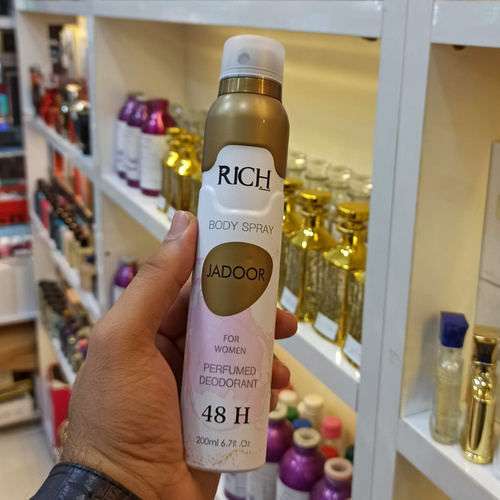 RICH
BODY SPRAY
JADOOR
FOR
WOMEN
PERFUMED
DEODORANT
48 H
200ml 6.7fl .Oz